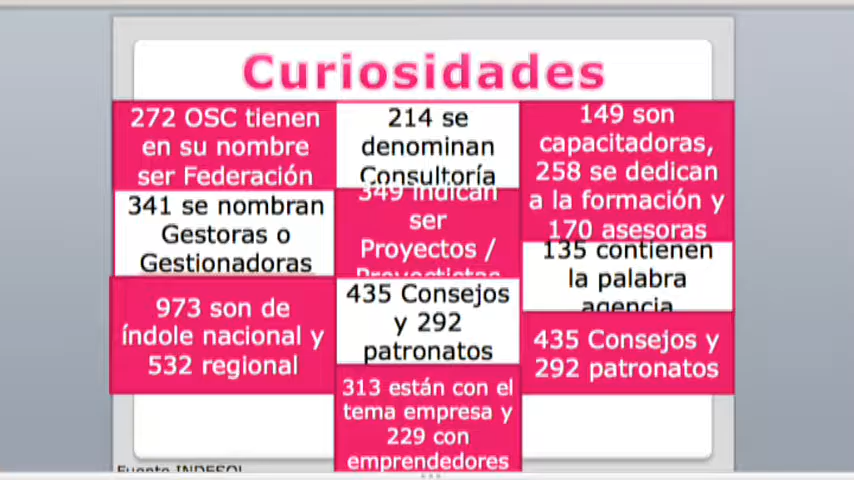 Curiosidades
272 OSC tienen
en su nombre
ser Federación
214 se
denominan
Consultoría
149 son
capacitadoras,
258 se dedican
a la formación y
170 asesoras
341 se nombran
Gestoras o
Gestionadoras
349 indican
ser
Proyectos /
Proyectistas
135 contienen
la palabra
agencia
973 son de
índole nacional y
532 regional
435 Consejos
y 292
patronatos
435 Consejos y
292 patronatos
313 están con el
tema empresa y
229 con
emprendedores
Fuente INDESOL